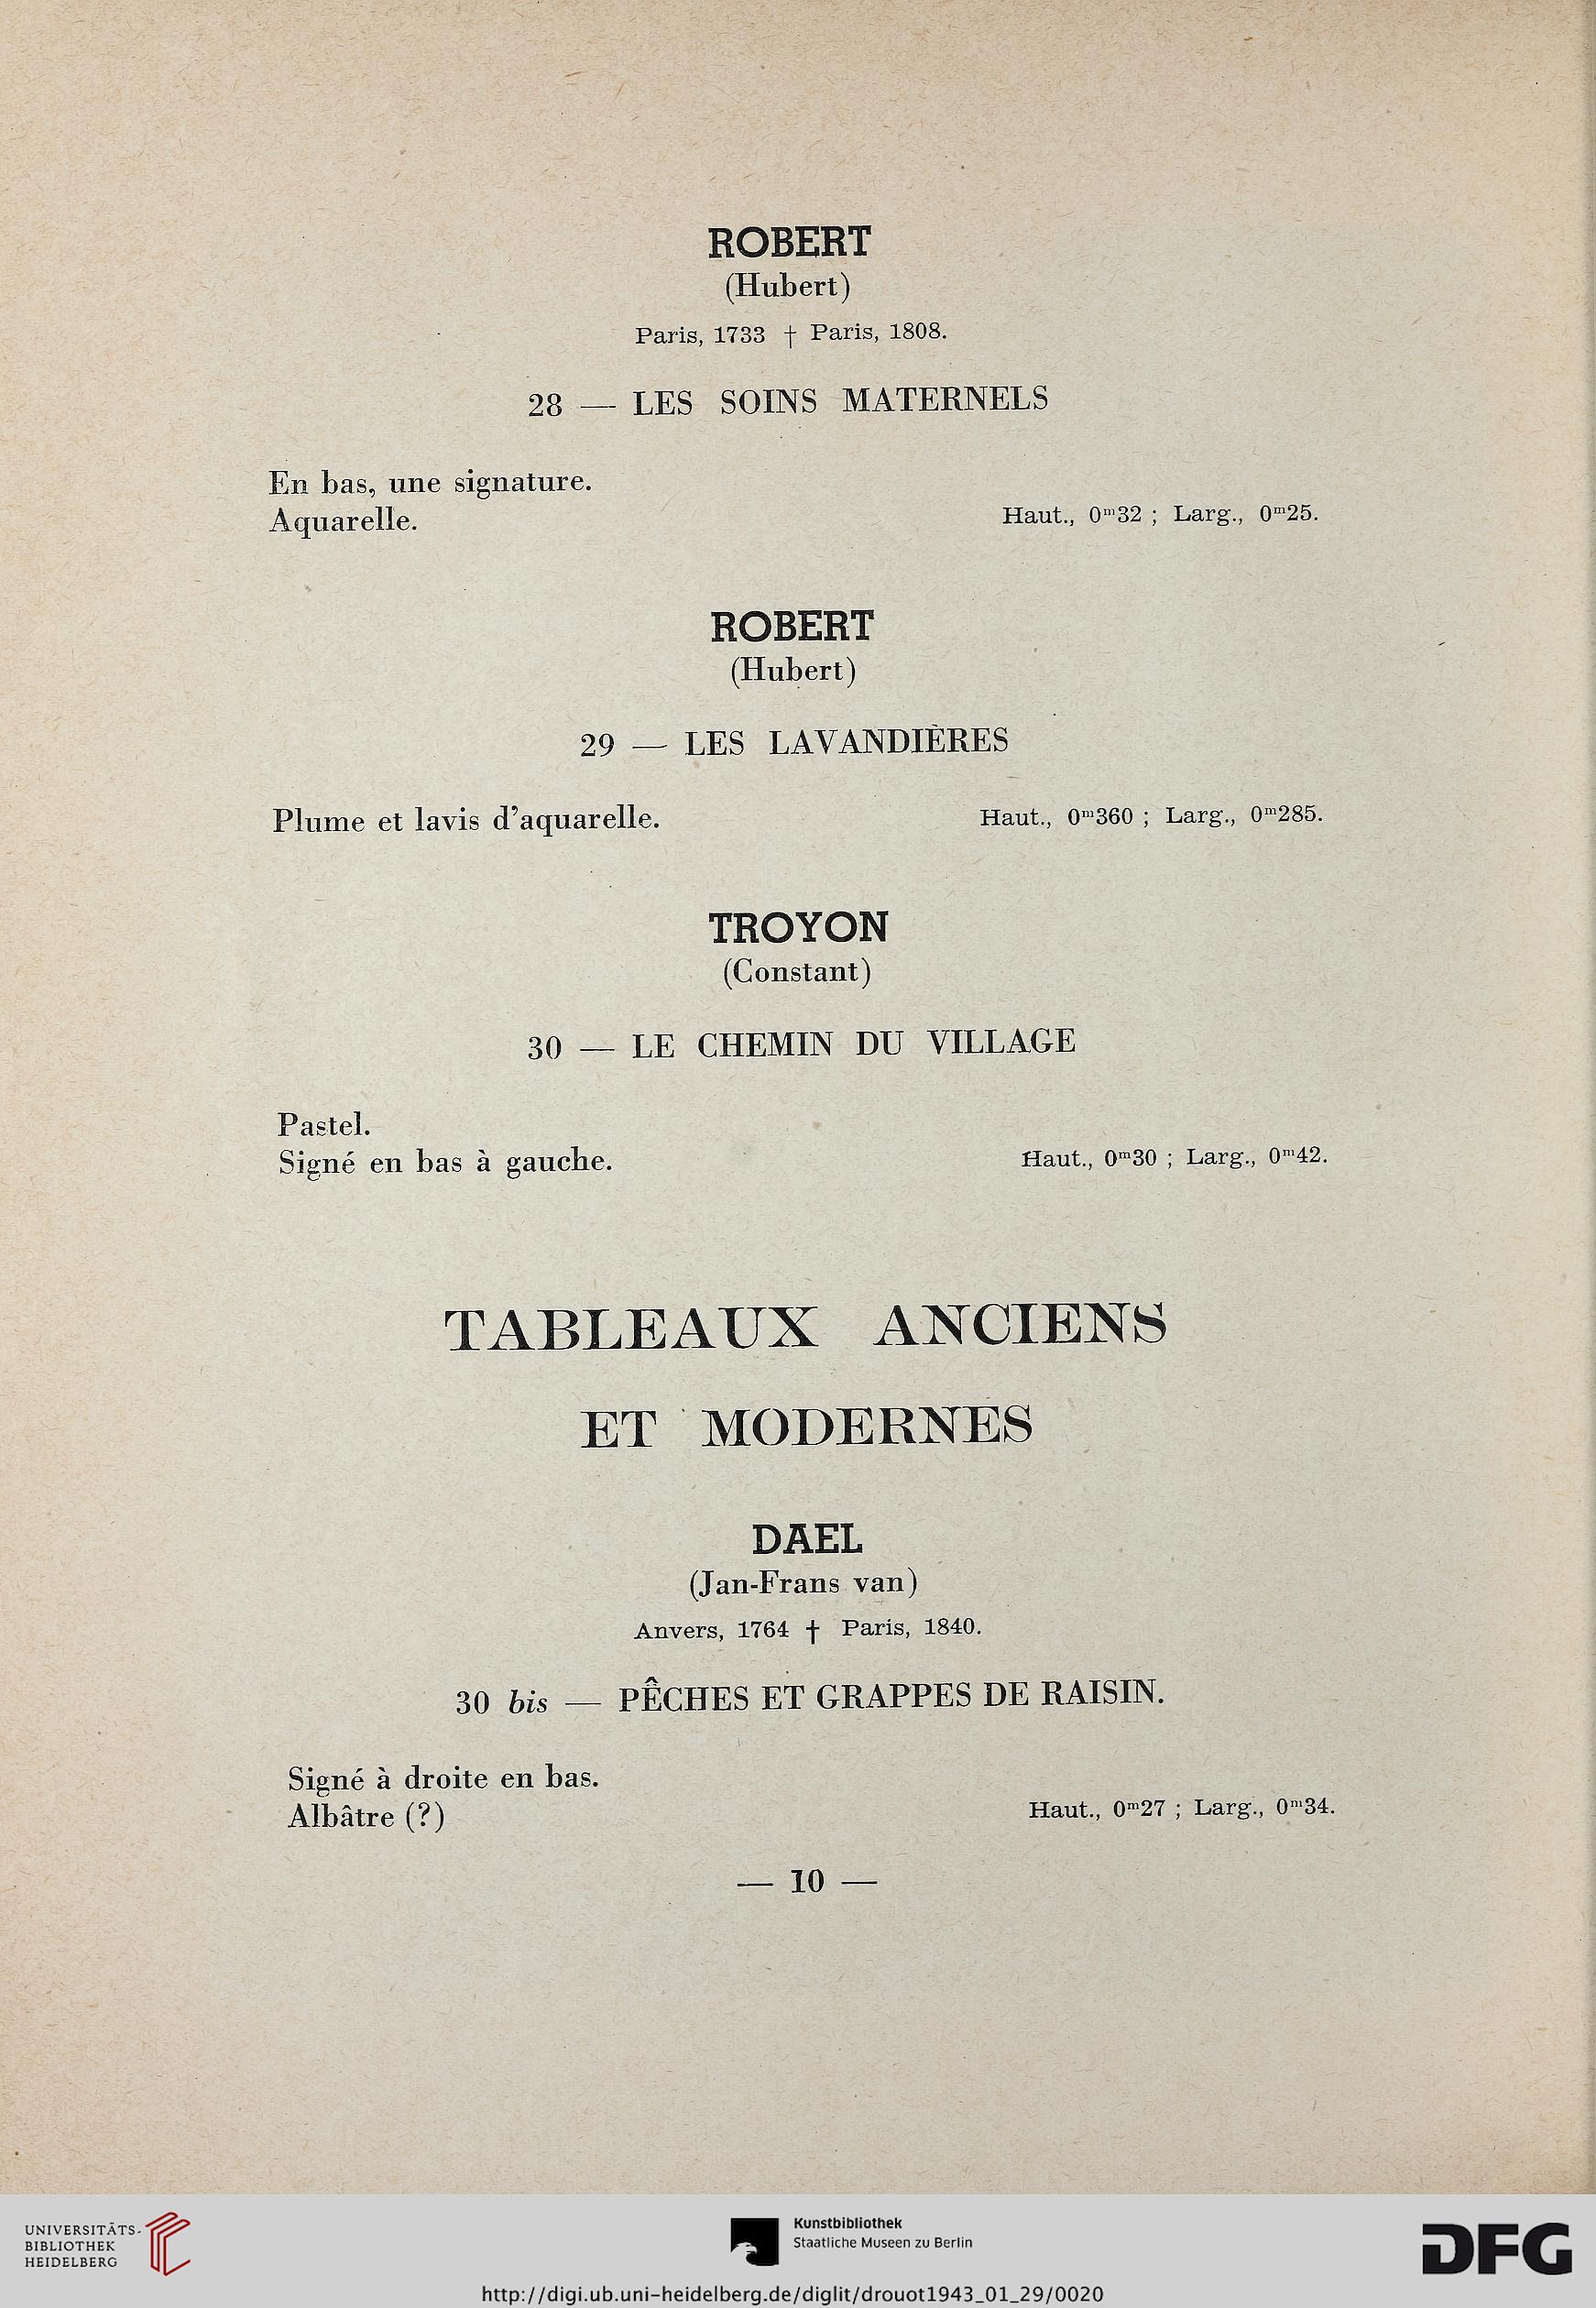 ROBERT
(Hubert)
Paris, 1733 † Paris, 1808.
28 — LES SOINS MATERNELS
En bas, une signature.
Aquarelle. Haut., 0ᵐ32 ; Larg., 0ᵐ25.
ROBERT
(Hubert)
29 — LES LAVANDIÈRES
Plume et lavis d'aquarelle. Haut., 0ᵐ360 ; Larg., 0ᵐ285.
TROYON
(Constant)
30 — LE CHEMIN DU VILLAGE
Pastel.
Signé en bas à gauche. Haut., 0ᵐ30 ; Larg., 0ᵐ42.
TABLEAUX ANCIENS
ET MODERNES
DAEL
(Jan-Frans van)
Anvers, 1764 † Paris, 1840.
30 bis — PÊCHES ET GRAPPES DE RAISIN.
Signé à droite en bas.
Albâtre (?) Haut., 0ᵐ27 ; Larg., 0ᵐ34.
— 10 —
UNIVERSITÄTS-
BIBLIOTHEK
HEIDELBERG
Kunstbibliothek
Staatliche Museen zu Berlin
DFG
http://digi.ub.uni-heidelberg.de/diglit/drouot1943_01_29/0020